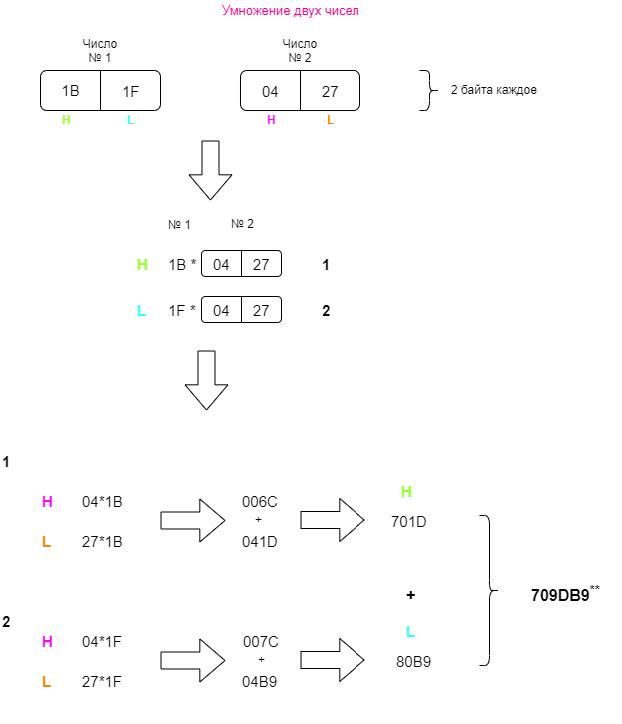 Умножение двух чисел
Число
№ 1
Число
№ 2
1B 1F
04 27
2 байта каждое
H L
H L
№ 1 № 2
H 1B * 04 27 1
L 1F * 04 27 2
1
H 04*1B 006C
+
L 27*1B 041D
H
701D
+
709DB9**
2
H 04*1F 007C
+
L 27*1F 04B9
L
80B9